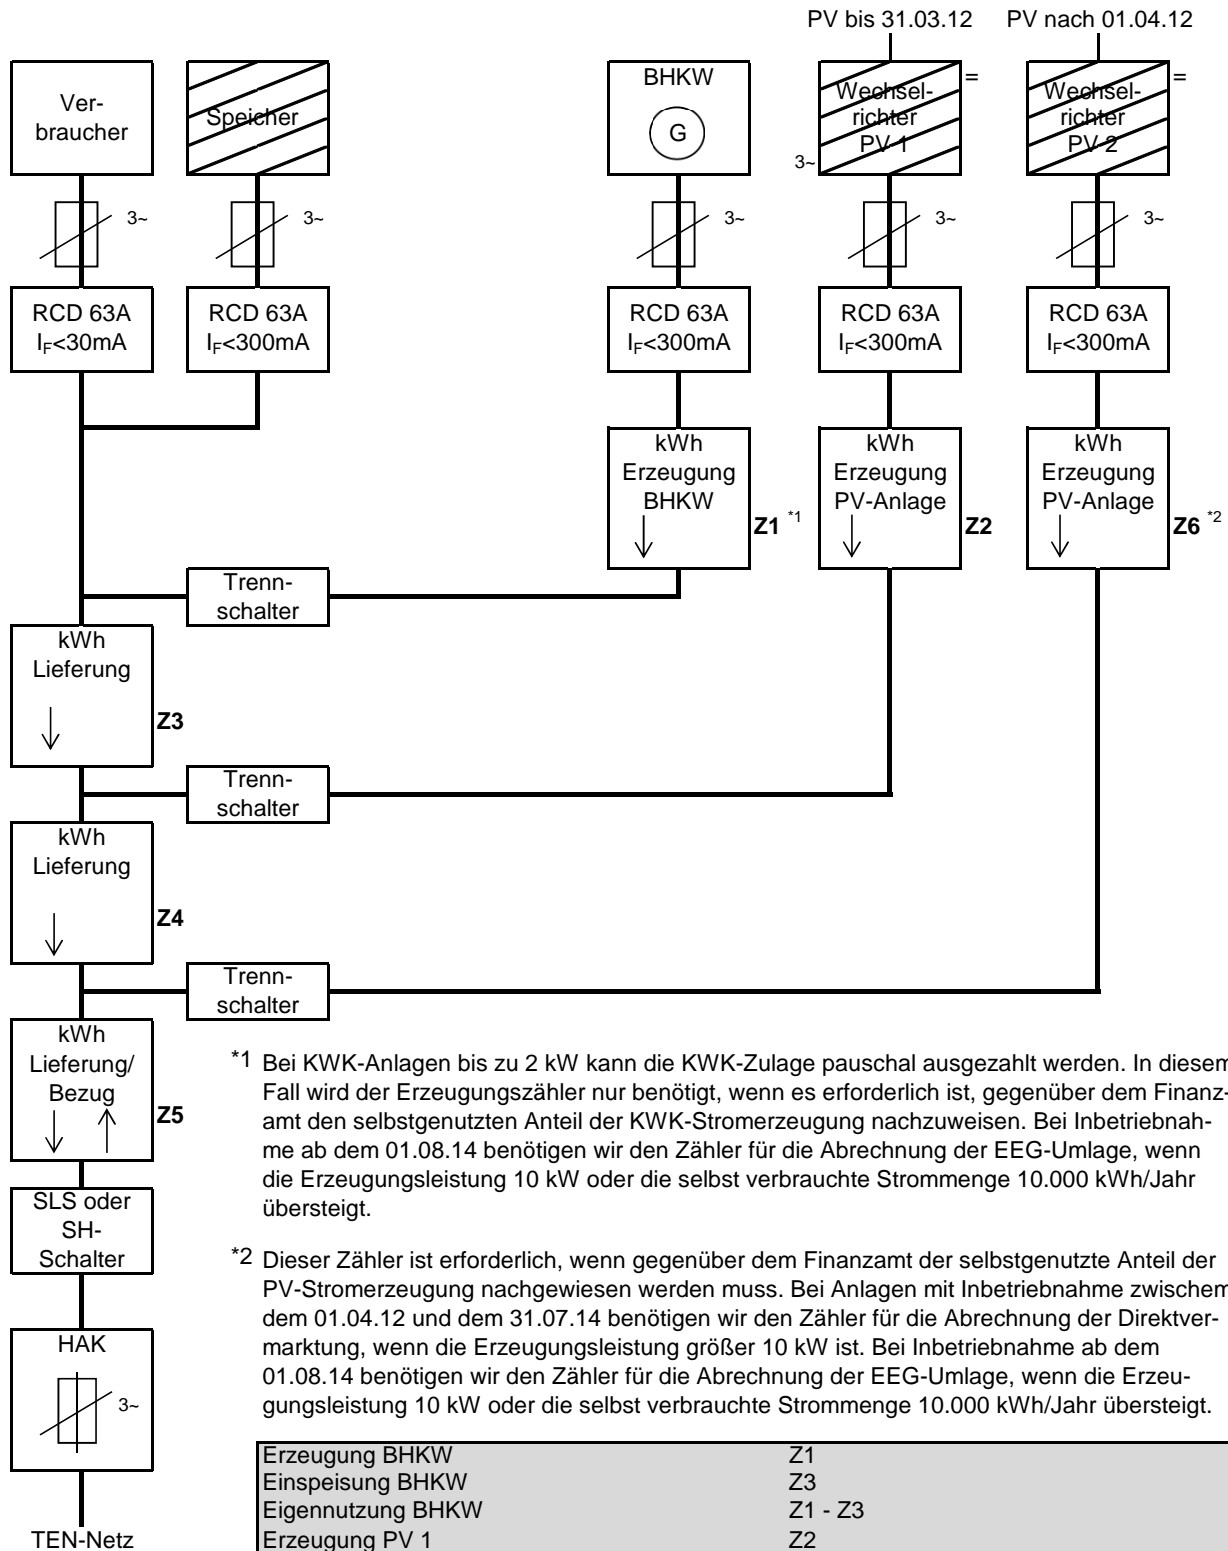 PV bis 31.03.12 PV nach 01.04.12
Ver-
braucher
Speicher
BHKW
G
Wechsel-
richter
PV-1
=
3~
Wechsel-
richter
PV-2
=
3~
3~
3~
3~
3~
RCD 63A
IF<30mA
RCD 63A
IF<300mA
RCD 63A
IF<300mA
RCD 63A
IF<300mA
RCD 63A
IF<300mA
kWh
Erzeugung
BHKW
Z1 *1
kWh
Erzeugung
PV-Anlage
Z2
kWh
Erzeugung
PV-Anlage
Z6 *2
Trenn-
schalter
kWh
Lieferung
Z3
Trenn-
schalter
kWh
Lieferung
Z4
Trenn-
schalter
kWh
Lieferung/
Bezug
Z5
SLS oder
SH-
Schalter
HAK
3~
TEN-Netz
*1 Bei KWK-Anlagen bis zu 2 kW kann die KWK-Zulage pauschal ausgezahlt werden. In diesem
Fall wird der Erzeugungszähler nur benötigt, wenn es erforderlich ist, gegenüber dem Finanz-
amt den selbstgenutzten Anteil der KWK-Stromerzeugung nachzuweisen. Bei Inbetriebnah-
me ab dem 01.08.14 benötigen wir den Zähler für die Abrechnung der EEG-Umlage, wenn
die Erzeugungsleistung 10 kW oder die selbst verbrauchte Strommenge 10.000 kWh/Jahr
übersteigt.
*2 Dieser Zähler ist erforderlich, wenn gegenüber dem Finanzamt der selbstgenutzte Anteil der
PV-Stromerzeugung nachgewiesen werden muss. Bei Anlagen mit Inbetriebnahme zwischem
dem 01.04.12 und dem 31.07.14 benötigen wir den Zähler für die Abrechnung der Direktver-
marktung, wenn die Erzeugungsleistung größer 10 kW ist. Bei Inbetriebnahme ab dem
01.08.14 benötigen wir den Zähler für die Abrechnung der EEG-Umlage, wenn die Erzeu-
gungsleistung 10 kW oder die selbst verbrauchte Strommenge 10.000 kWh/Jahr übersteigt.
Erzeugung BHKW Z1
Einspeisung BHKW Z3
Eigennutzung BHKW Z1 - Z3
Erzeugung PV 1 Z2